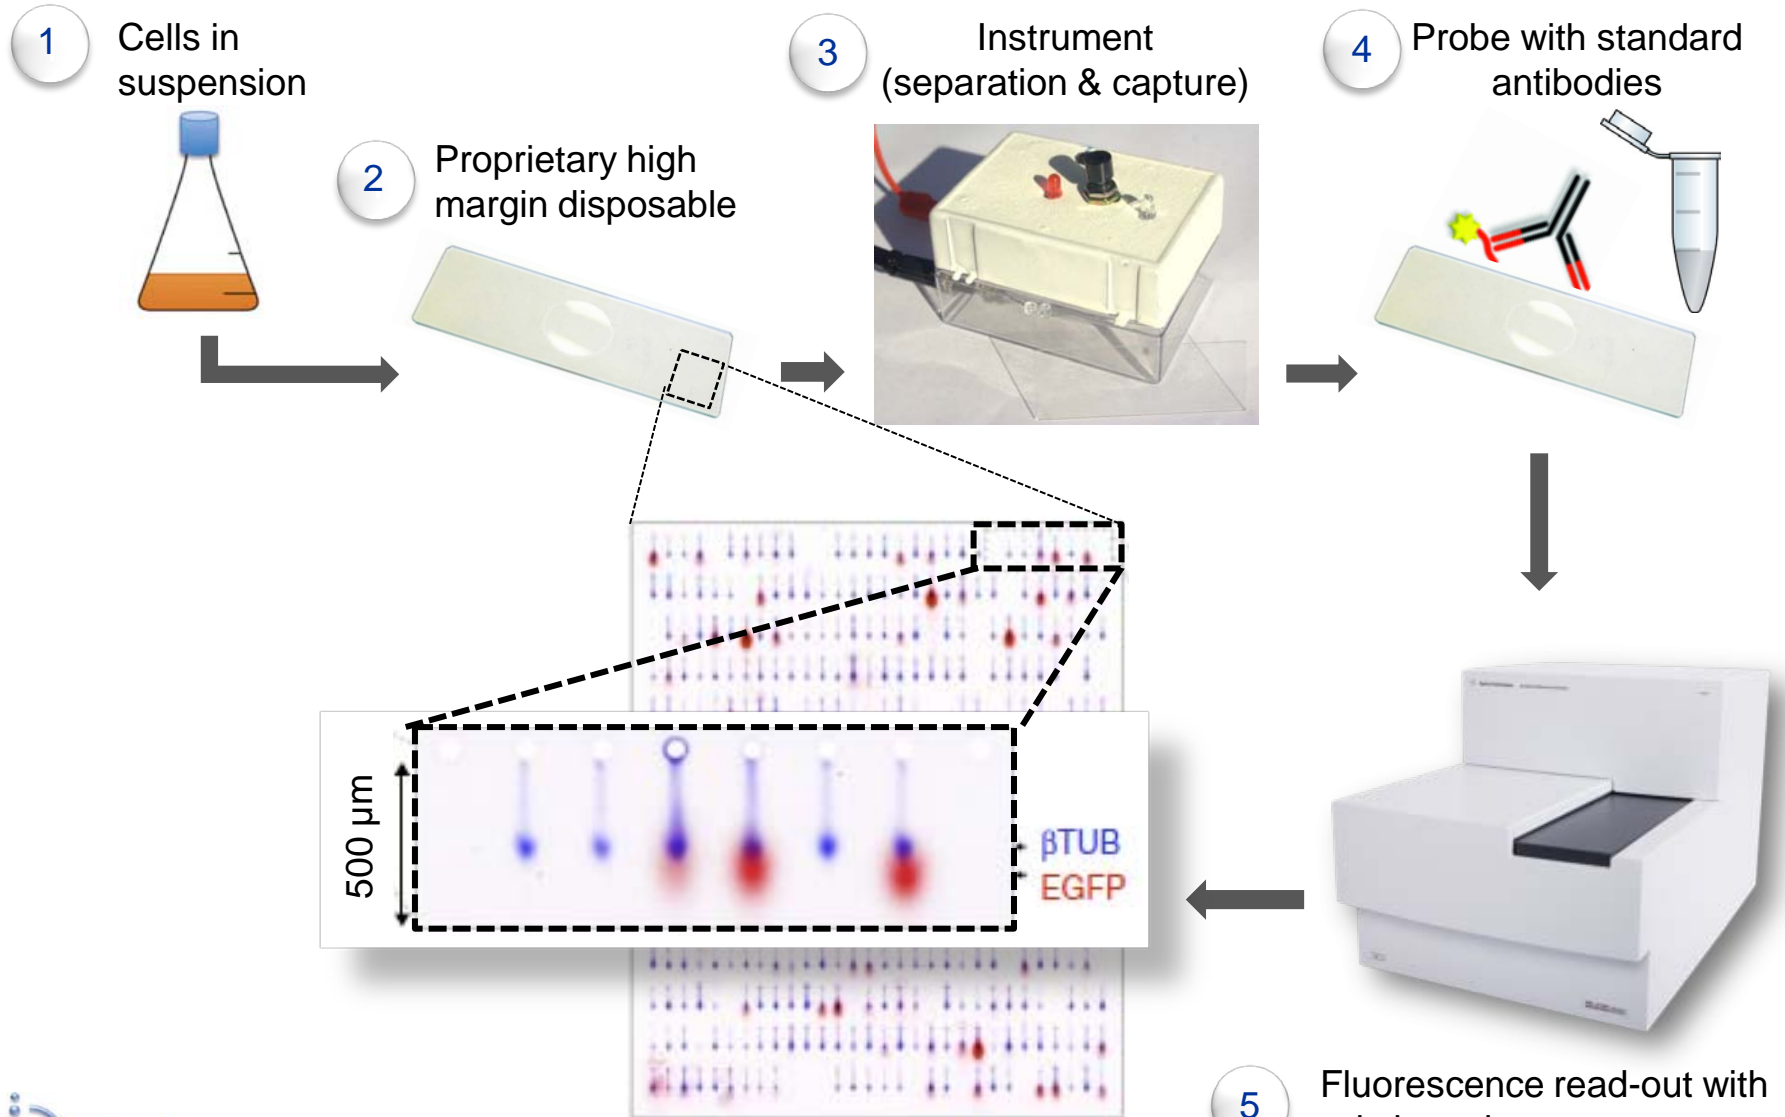 1
Cells in
suspension
2
Proprietary high
margin disposable
3
Instrument
(separation & capture)
4
Probe with standard
antibodies
500 µm
βTUB
EGFP
5
Fluorescence read-out with